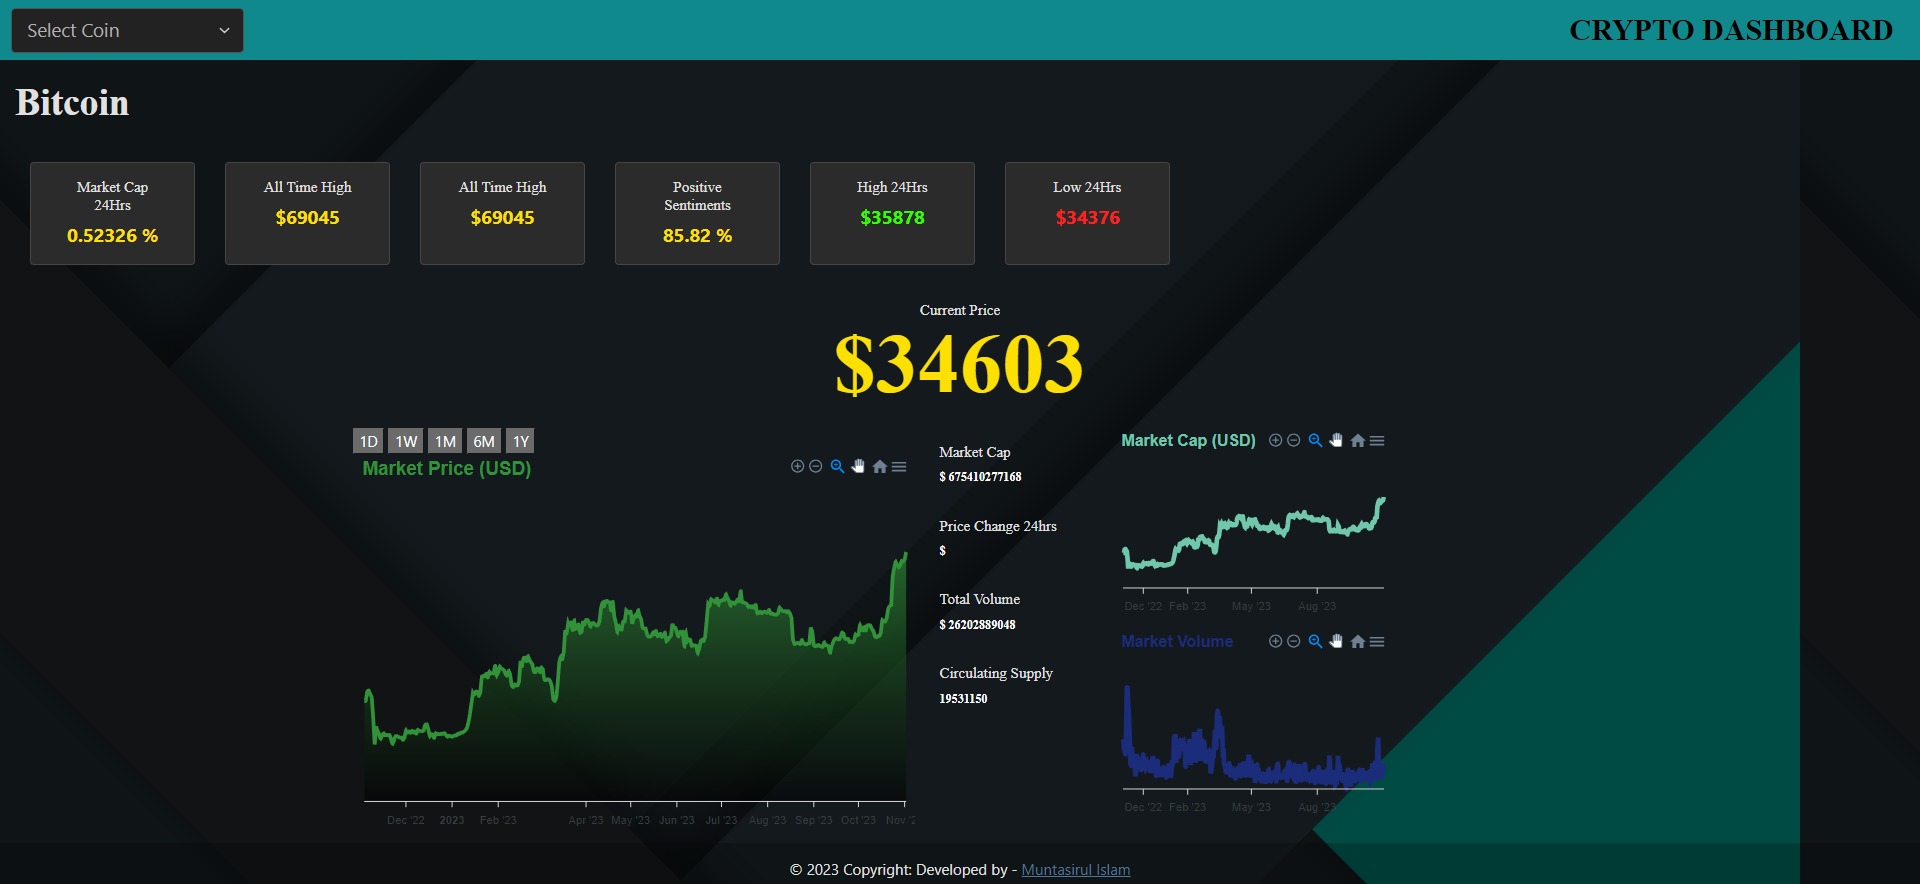 Select Coin
CRYPTO DASHBOARD
Bitcoin
Market Cap
24Hrs
0.52326 %
All Time High
$69045
All Time High
$69045
Positive
Sentiments
85.82 %
High 24Hrs
$35878
Low 24Hrs
$34376
Current Price
$34603
1D 1W 1M 6M 1Y
Market Price (USD)
Dec '22 2023 Feb '23 Apr '23 May '23 Jun '23 Jul '23 Aug '23 Sep '23 Oct '23 Nov '2
Market Cap
$ 675410277168
Price Change 24hrs
$
Total Volume
$ 26202889048
Circulating Supply
19531150
Market Cap (USD)
Dec '22 Feb '23 May '23 Aug '23
Market Volume
Dec '22 Feb '23 May '23 Aug '23
© 2023 Copyright: Developed by - Muntasirul Islam